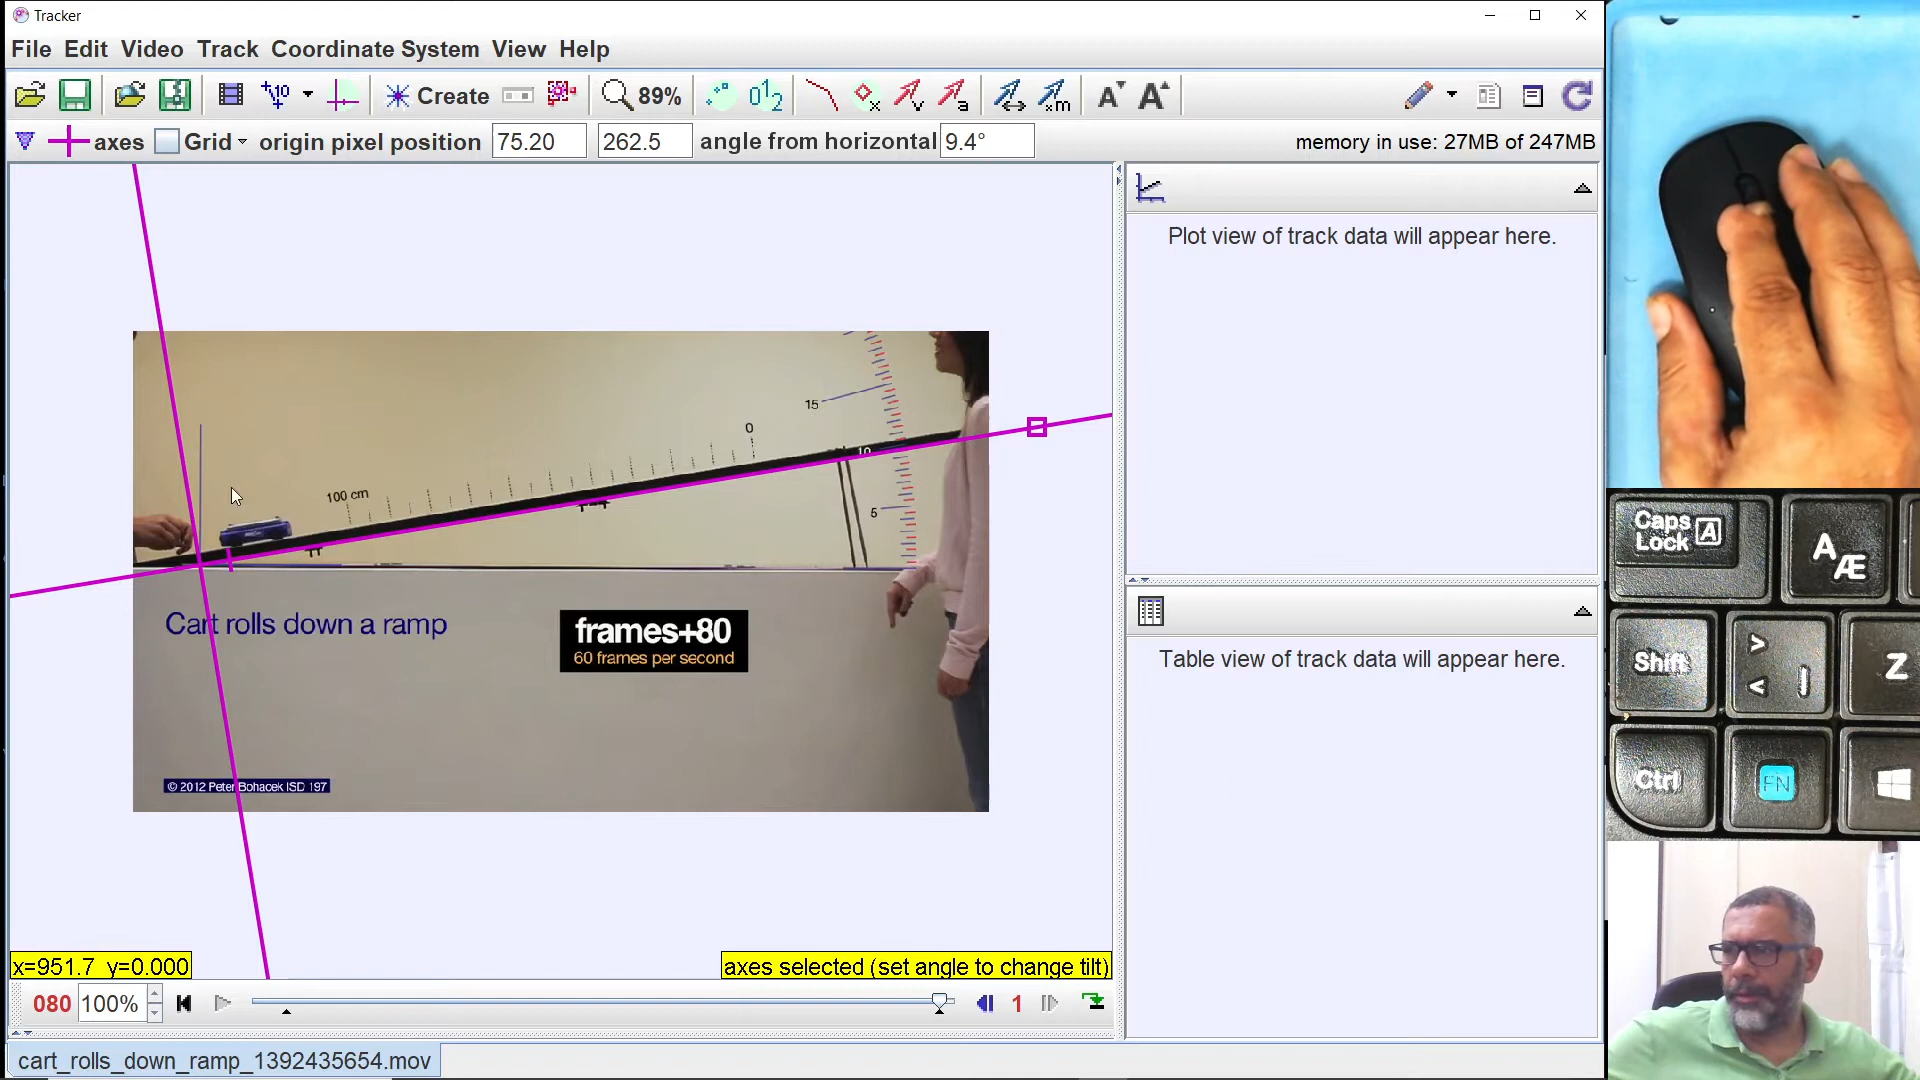 Tracker
File Edit Video Track Coordinate System View Help
Create 89%
axes Grid origin pixel position 75.20 262.5 angle from horizontal 9.4° memory in use: 27MB of 247MB
Plot view of track data will appear here.
15
0
10
100 cm
5
Cart rolls down a ramp
frames+80
60 frames per second
© 2012 Peter Bohacek ISD 197
Table view of track data will appear here.
x=951.7 y=0.000
axes selected (set angle to change tilt)
080 100% 1
cart_rolls_down_ramp_1392435654.mov
Caps Lock A
A Æ
Shift
> < |
Z
Ctrl
FN